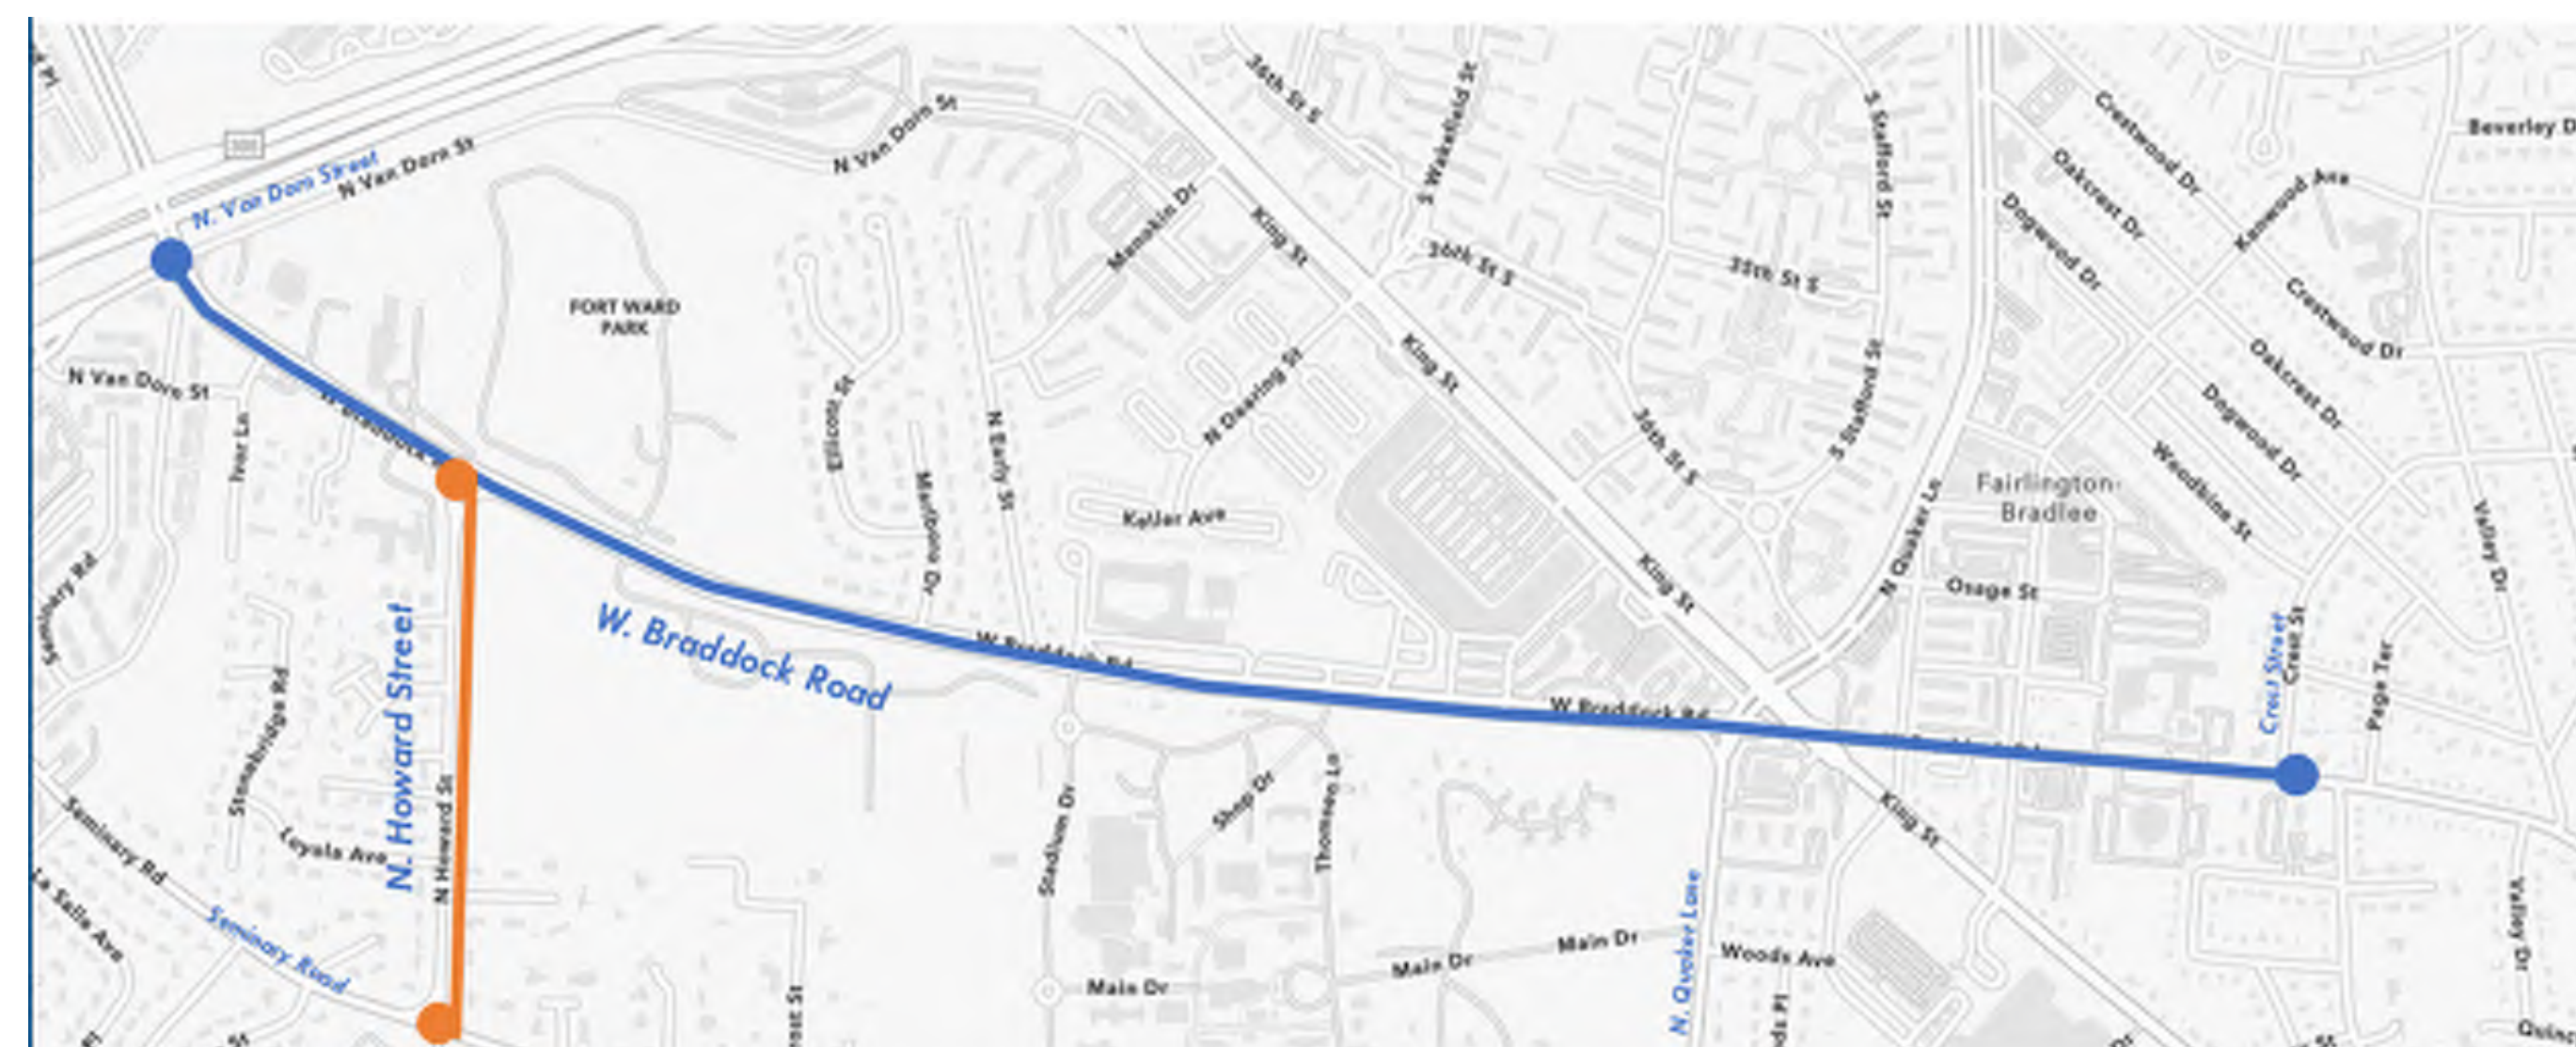 36th St S
S Wakefield St
S Stafford St
Crestwood Dr
Beverley D
N Van Dorn St
N. Van Dorn Street
N Van Dorn St
Oakcrest Dr
Kenwood Ave
Manokin Dr
King St
Dogwood Dr
36th St S
35th St S
FORT WARD
PARK
Crestwood Dr
King St
N Van Dorn St
Ellicott St
N Dearing St
S Stafford St
Oakcrest Dr
Ivor Ln
N Early St
36th St S
Dogwood Dr
Woodbine St
Marlboro Dr
Keller Ave
N Quaker Ln
Fairlington-
Bradlee
Valley Dr
Seminary Rd
King St
Osage St
N. Howard Street
W. Braddock Road
W Braddock Rd
Crest Street
Crest St
Page Ter
Stonebridge Rd
W Braddock Rd
Seminary Rd
Loyola Ave
N Howard St
Stadium Dr
Shop Dr
Thomsen Ln
King St
La Salle Ave
Seminary Road
N. Quaker Lane
Main Dr
Main Dr
Main Dr
Woods Ave
Valley Dr